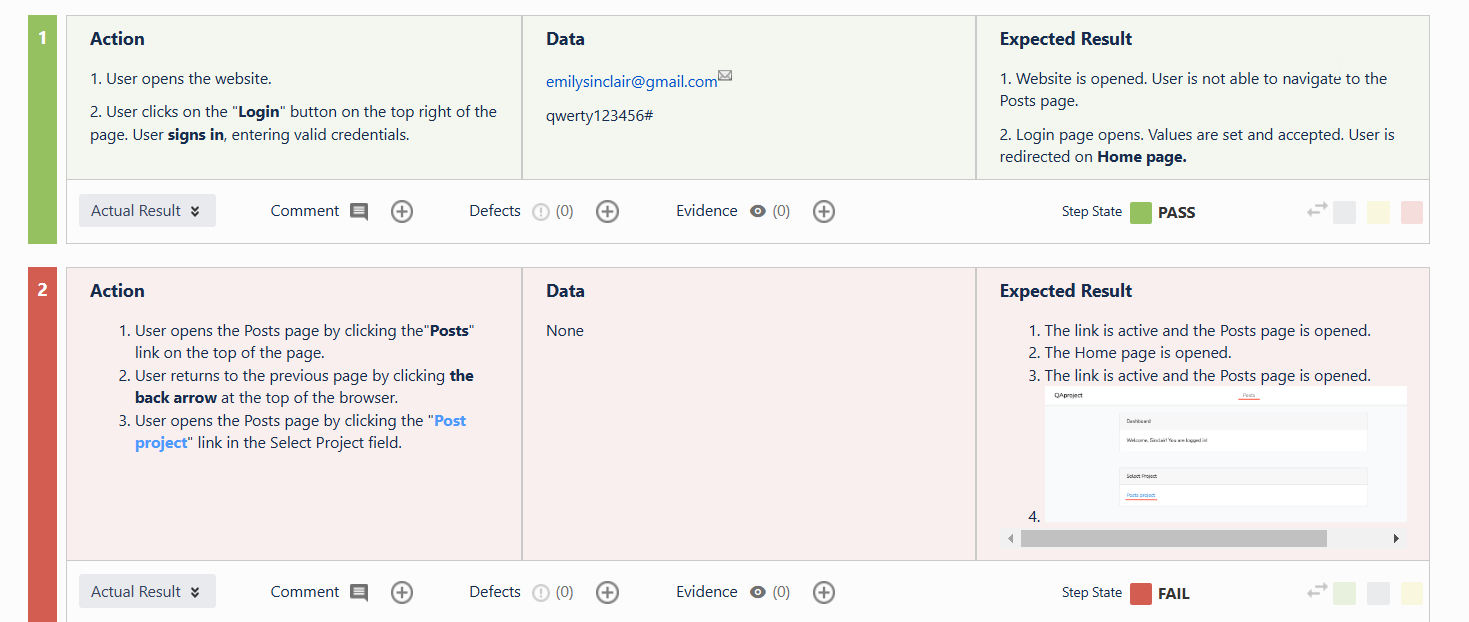 1
Action
Data
Expected Result
1. User opens the website.
2. User clicks on the "Login" button on the top right of the
page. User signs in, entering valid credentials.
emilysinclair@gmail.com
qwerty123456#
1. Website is opened. User is not able to navigate to the
Posts page.
2. Login page opens. Values are set and accepted. User is
redirected on Home page.
Actual Result
Comment
Defects (0)
Evidence (0)
Step State PASS
2
Action
Data
Expected Result
1. User opens the Posts page by clicking the"Posts"
link on the top of the page.
2. User returns to the previous page by clicking the
back arrow at the top of the browser.
3. User opens the Posts page by clicking the "Post
project" link in the Select Project field.
None
1. The link is active and the Posts page is opened.
2. The Home page is opened.
3. The link is active and the Posts page is opened.
QAproject
Posts
Dashboard
Welcome, Sinclair! You are logged in!
Select Project
Posts project
4.
Actual Result
Comment
Defects (0)
Evidence (0)
Step State FAIL